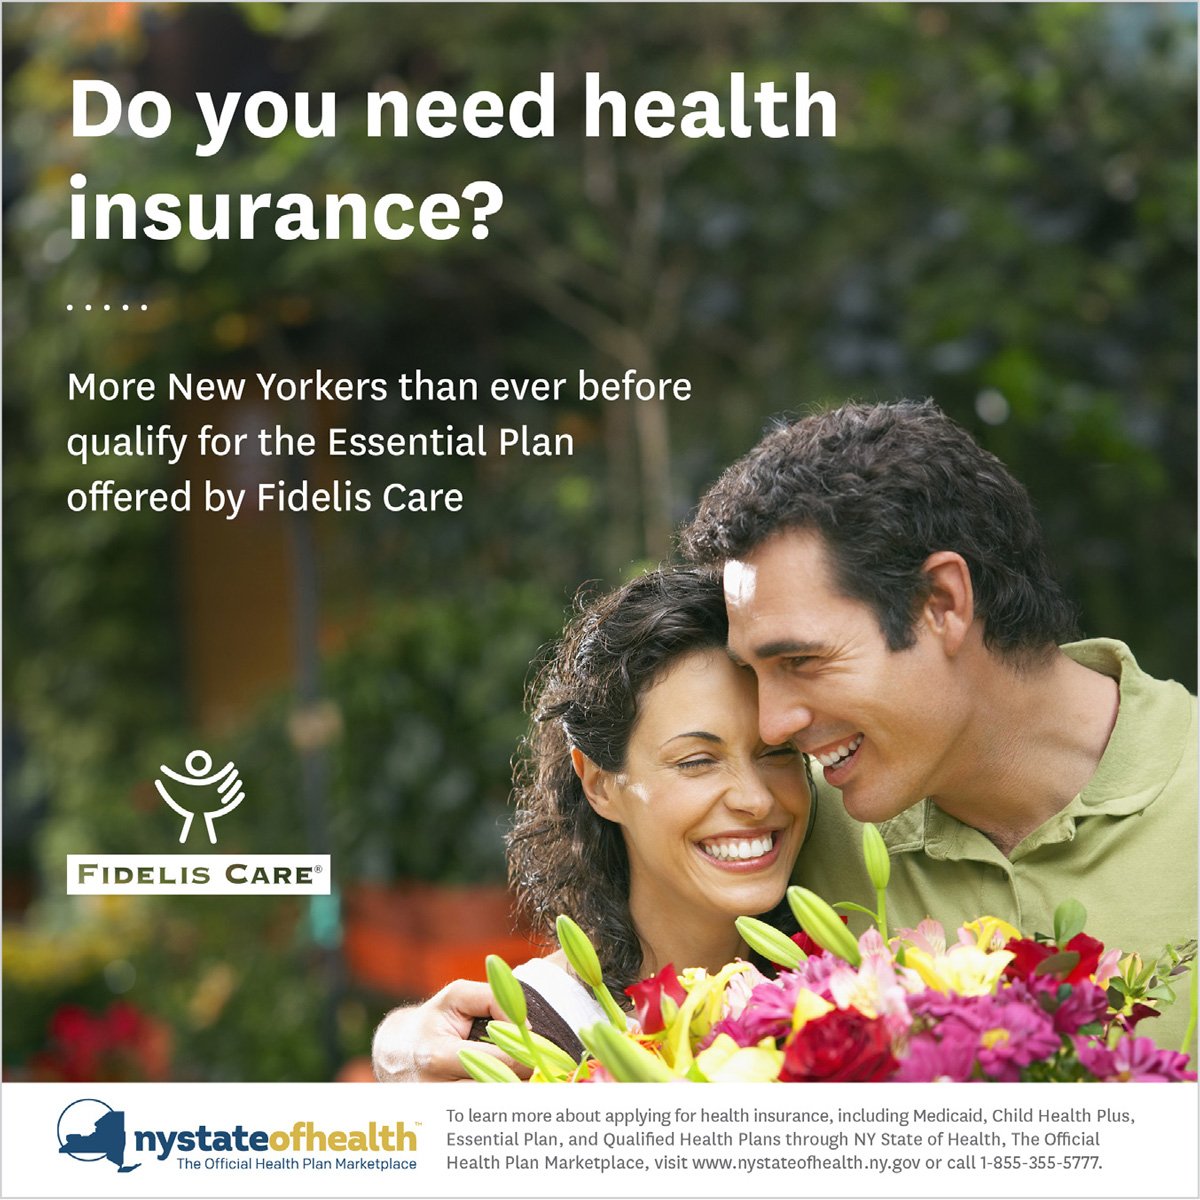 Do you need health
insurance?
More New Yorkers than ever before
qualify for the Essential Plan
offered by Fidelis Care
FIDELIS CARE®
nystateofhealth™
The Official Health Plan Marketplace
To learn more about applying for health insurance, including Medicaid, Child Health Plus,
Essential Plan, and Qualified Health Plans through NY State of Health, The Official
Health Plan Marketplace, visit www.nystateofhealth.ny.gov or call 1-855-355-5777.